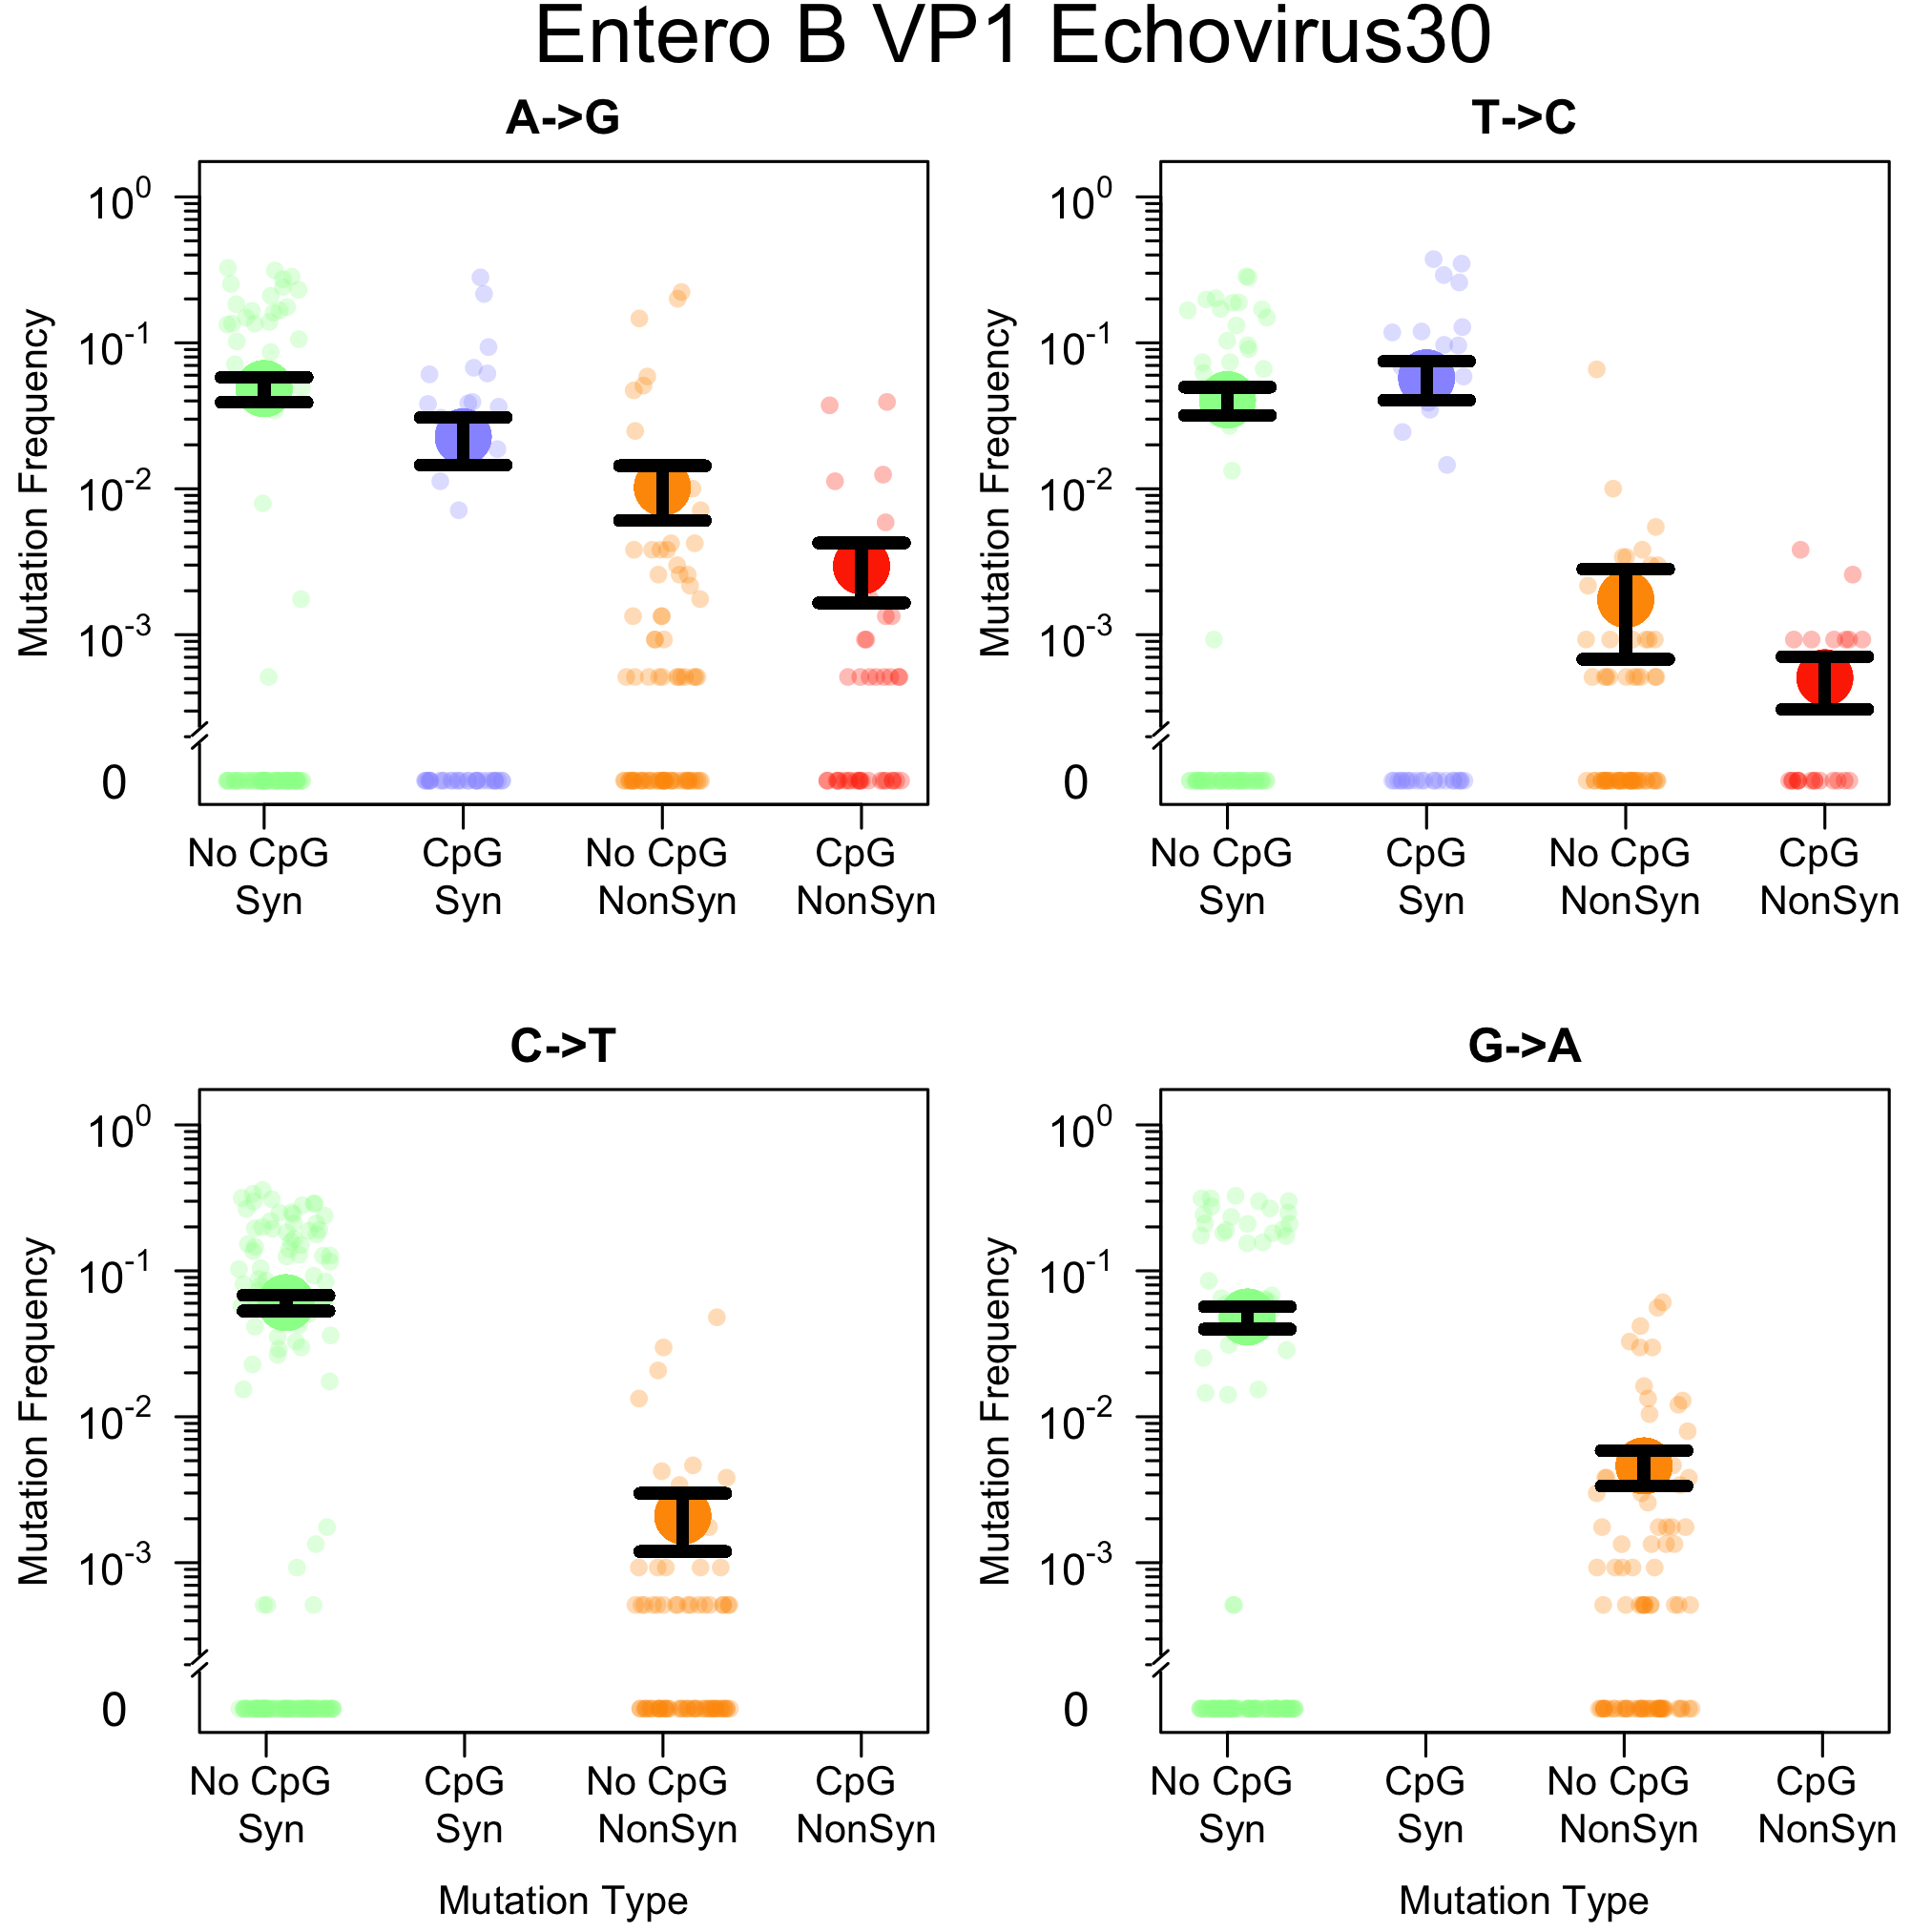 Entero B VP1 Echovirus30
A->G
Mutation Frequency
10^0
10^-1
10^-2
10^-3
0
No CpG Syn
CpG Syn
No CpG NonSyn
CpG NonSyn
T->C
Mutation Frequency
10^0
10^-1
10^-2
10^-3
0
No CpG Syn
CpG Syn
No CpG NonSyn
CpG NonSyn
C->T
Mutation Frequency
10^0
10^-1
10^-2
10^-3
0
No CpG Syn
CpG Syn
No CpG NonSyn
CpG NonSyn
Mutation Type
G->A
Mutation Frequency
10^0
10^-1
10^-2
10^-3
0
No CpG Syn
CpG Syn
No CpG NonSyn
CpG NonSyn
Mutation Type